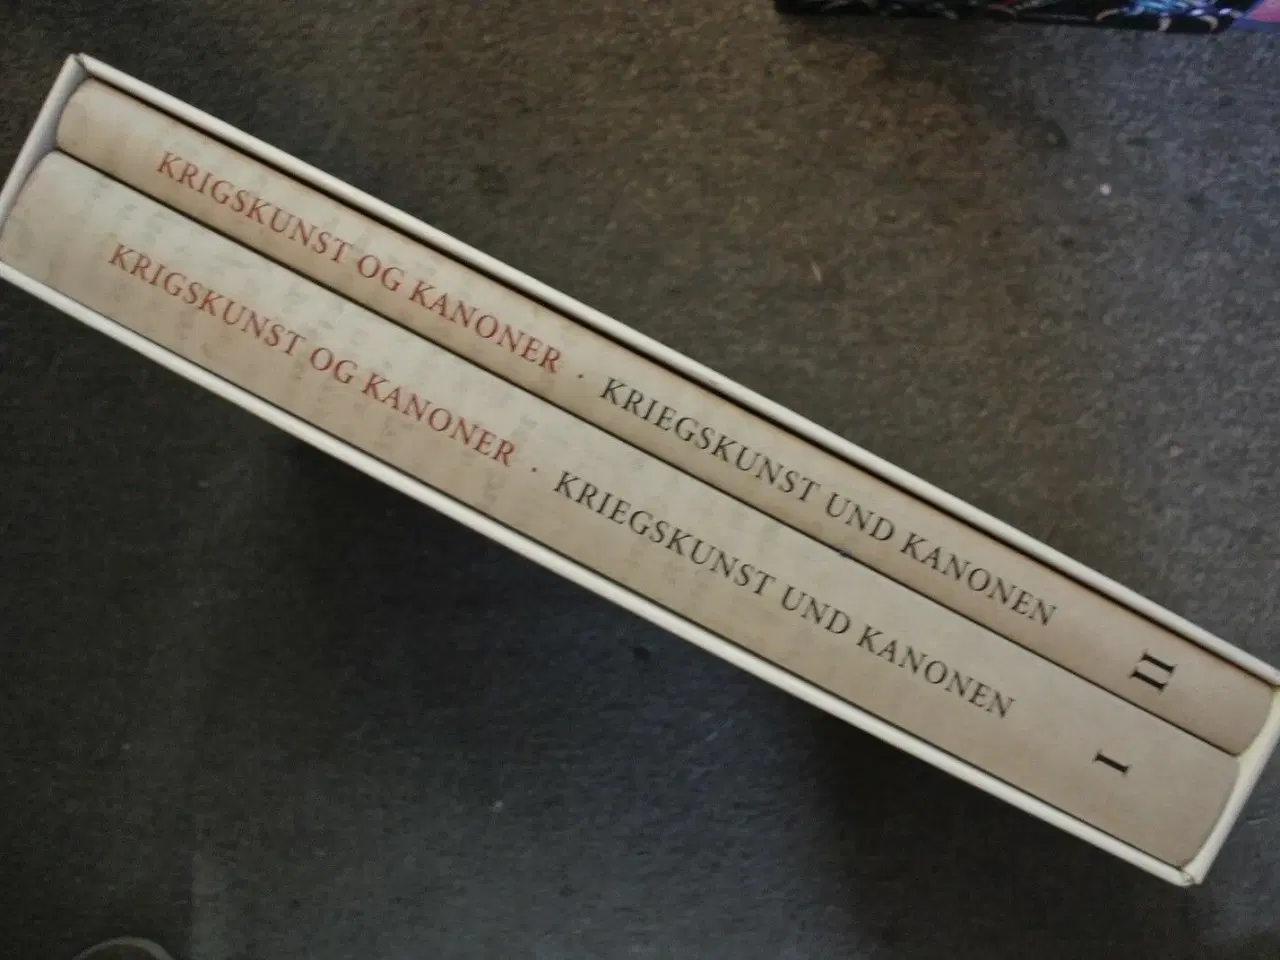 KRIGSKUNST OG KANONER · KRIEGSKUNST UND KANONEN II
KRIGSKUNST OG KANONER · KRIEGSKUNST UND KANONEN I